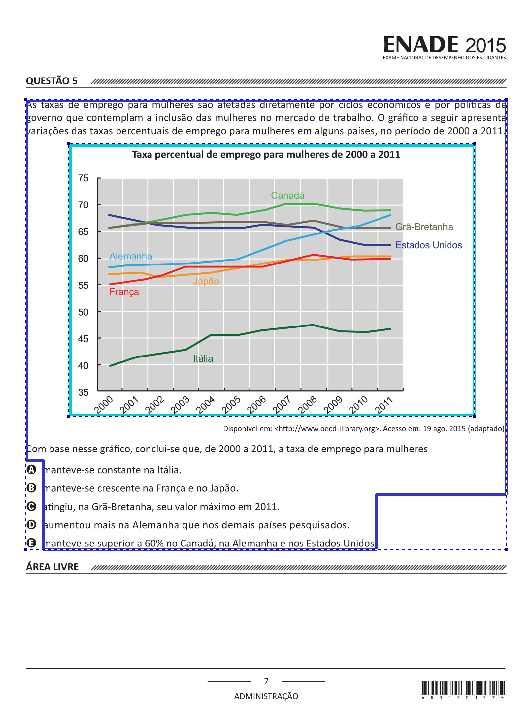 ENADE 2015
EXAME NACIONAL DE DESEMPENHO DOS ESTUDANTES
QUESTÃO 5
As taxas de emprego para mulheres são afetadas diretamente por ciclos econômicos e por políticas de
governo que contemplam a inclusão das mulheres no mercado de trabalho. O gráfico a seguir apresenta
variações das taxas percentuais de emprego para mulheres em alguns países, no período de 2000 a 2011.
Taxa percentual de emprego para mulheres de 2000 a 2011
75
70
65
60
55
50
45
40
35
Canadá
Grã-Bretanha
Estados Unidos
Alemanha
Japão
França
Itália
2000 2001 2002 2003 2004 2005 2006 2007 2008 2009 2010 2011
Disponível em: <http://www.oecd-ilibrary.org>. Acesso em: 19 ago. 2015 (adaptado).
Com base nesse gráfico, conclui-se que, de 2000 a 2011, a taxa de emprego para mulheres
A manteve-se constante na Itália.
B manteve-se crescente na França e no Japão.
C atingiu, na Grã-Bretanha, seu valor máximo em 2011.
D aumentou mais na Alemanha que nos demais países pesquisados.
E manteve-se superior a 60% no Canadá, na Alemanha e nos Estados Unidos.
ÁREA LIVRE
7
ADMINISTRAÇÃO